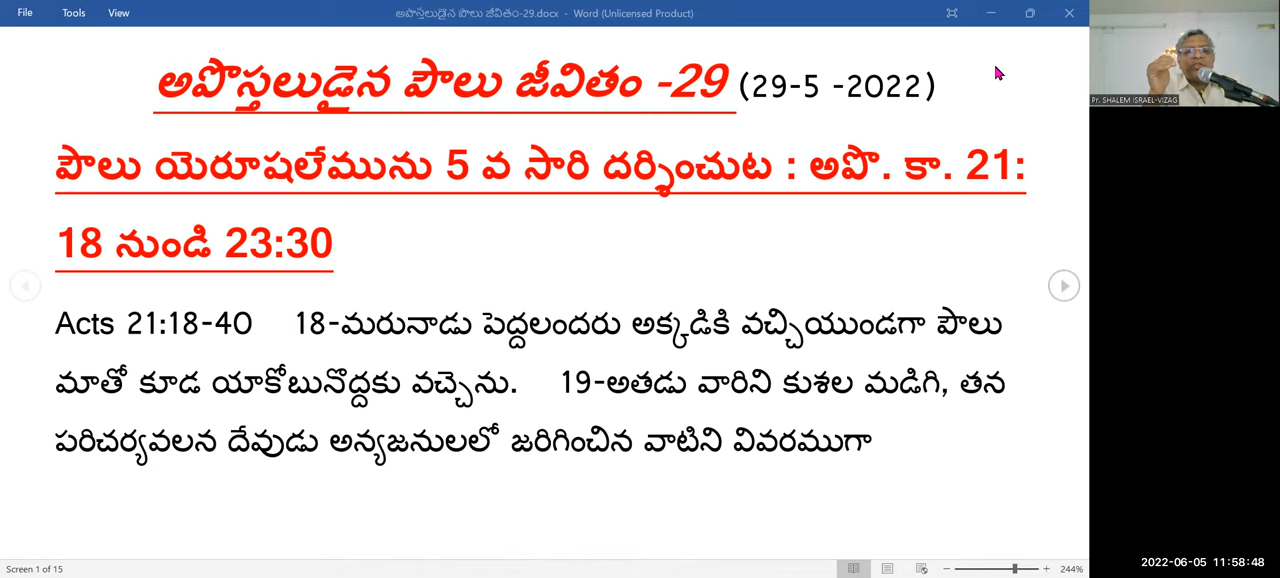 File Tools View అపొస్తలుడైన పౌలు జీవితం-29.docx - Word (Unlicensed Product)
అపొస్తలుడైన పౌలు జీవితం -29 (29-5 -2022)
పౌలు యెరూషలేమును 5 వ సారి దర్శించుట : అపొ. కా. 21:
18 నుండి 23:30
Acts 21:18-40 18-మరునాడు పెద్దలందరు అక్కడికి వచ్చియుండగా పౌలు
మాతో కూడ యాకోబునొద్దకు వచ్చెను. 19-అతడు వారిని కుశల మడిగి, తన
పరిచర్యవలన దేవుడు అన్యజనులలో జరిగించిన వాటిని వివరముగా
Pr. SHALEM ISRAEL-VIZAG
Screen 1 of 15 244%
2022-06-05 11:58:48